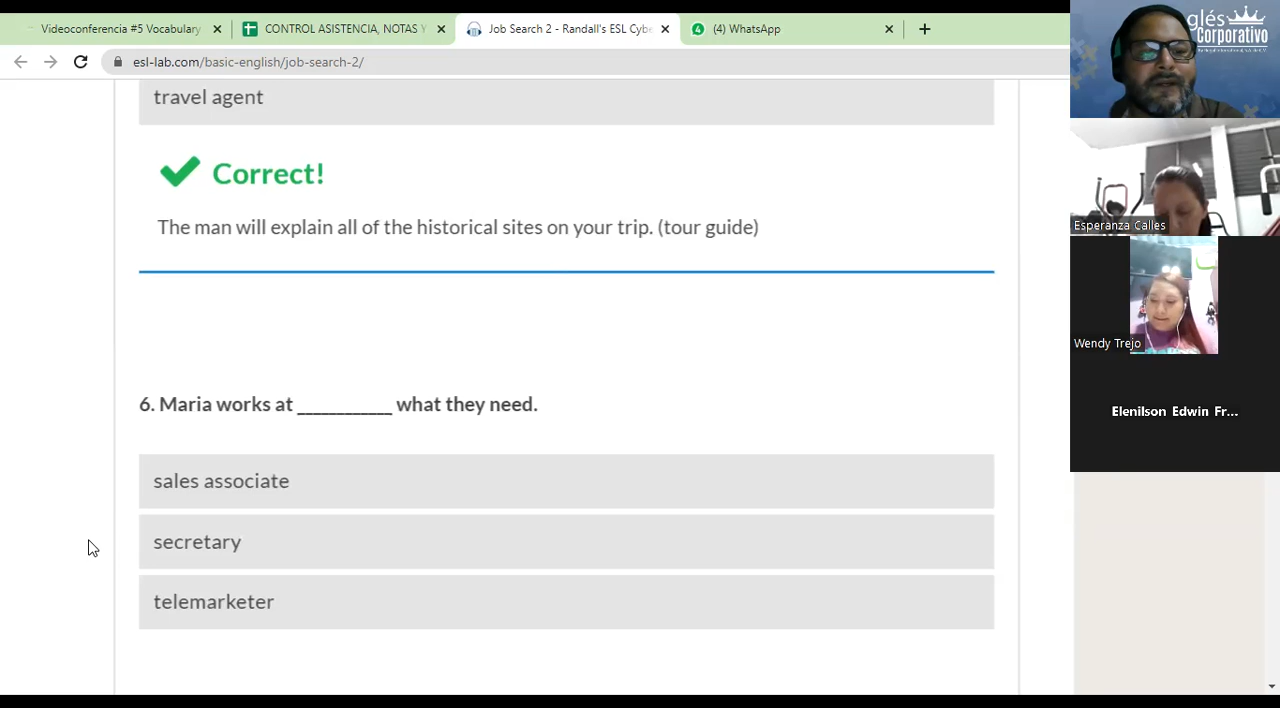 Videoconferencia #5 Vocabulary
CONTROL ASISTENCIA, NOTAS Y
Job Search 2 - Randall's ESL Cybe
4
(4) WhatsApp
esl-lab.com/basic-english/job-search-2/
glés
Corporativo
travel agent
Correct!
The man will explain all of the historical sites on your trip. (tour guide)
Esperanza Calles
Wendy Trejo
Elenilson Edwin Fr...
6. Maria works at ____________ what they need.
sales associate
secretary
telemarketer